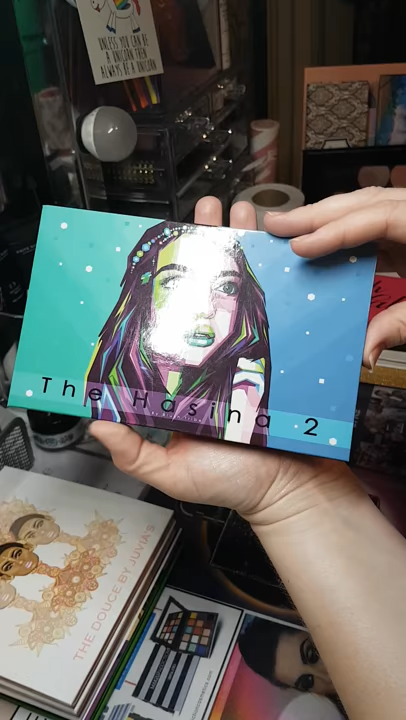 UNLESS YOU CAN BE
A UNICORN THEN
ALWAYS BE A UNICORN
The Hasina 2
THE DOUCE BY JUVIA'S